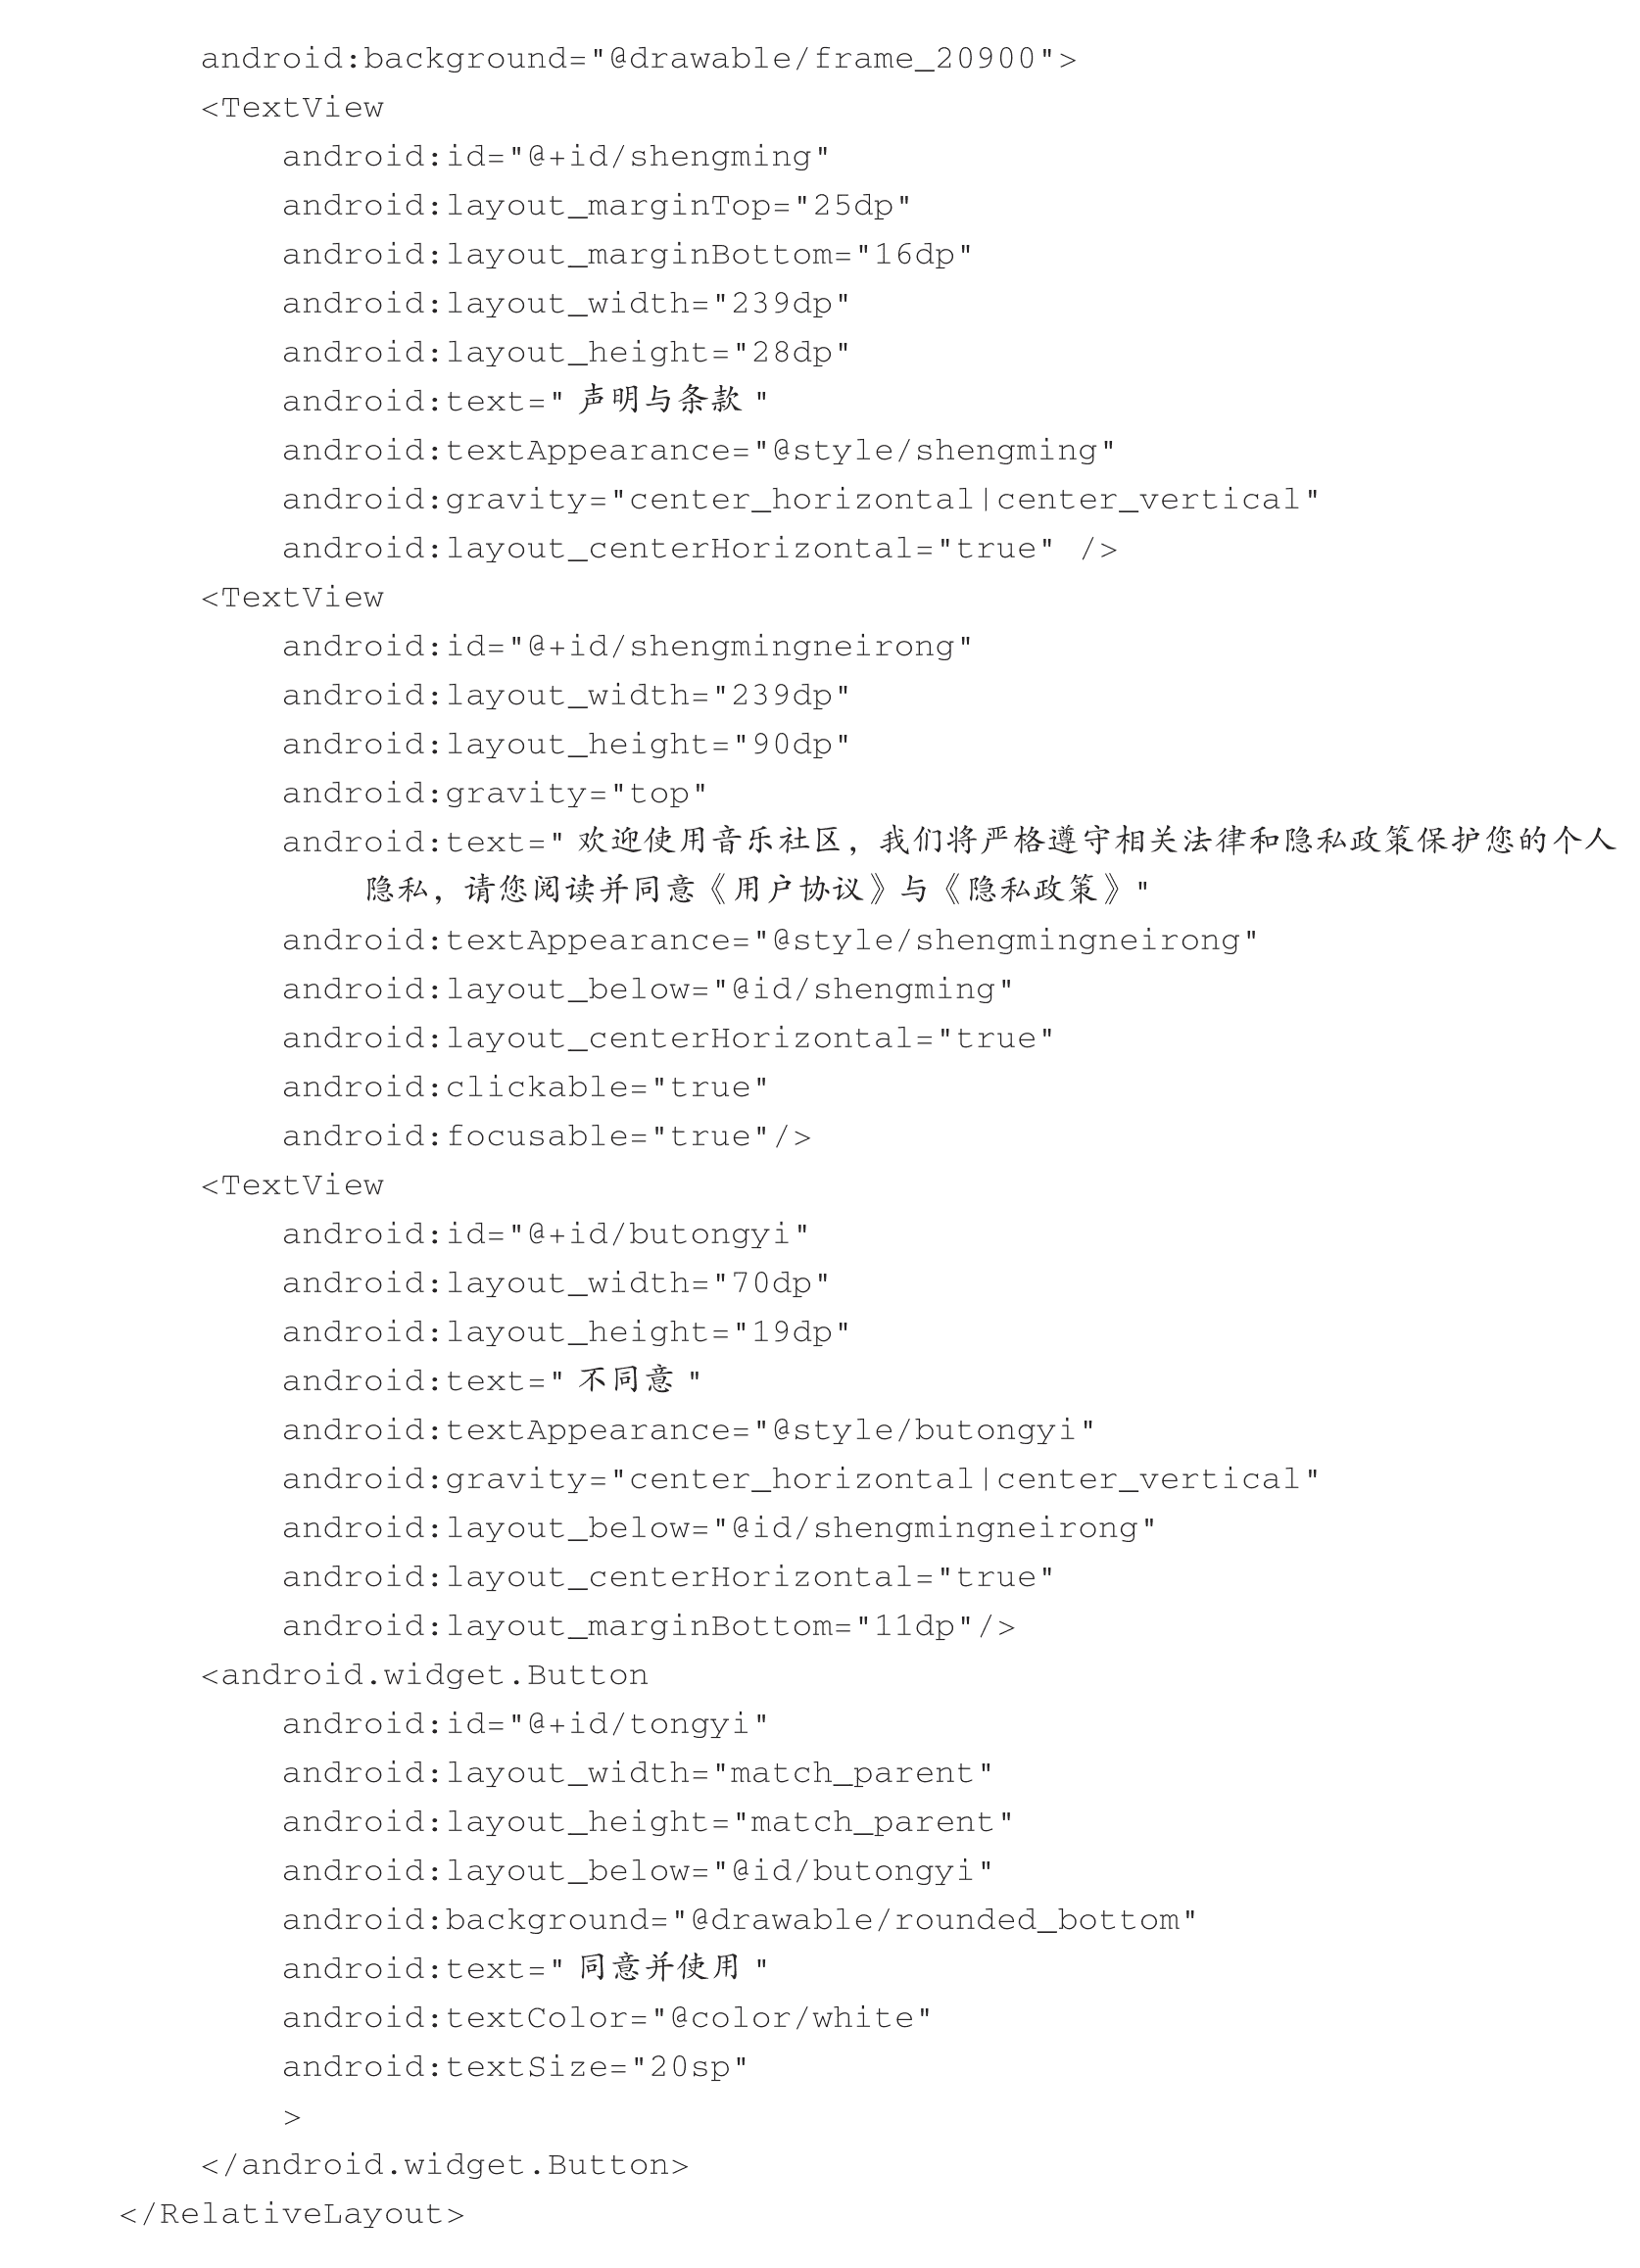 android:background="@drawable/frame_20900">
<TextView
android:id="@+id/shengming"
android:layout_marginTop="25dp"
android:layout_marginBottom="16dp"
android:layout_width="239dp"
android:layout_height="28dp"
android:text=" 声明与条款 "
android:textAppearance="@style/shengming"
android:gravity="center_horizontal|center_vertical"
android:layout_centerHorizontal="true" />
<TextView
android:id="@+id/shengmingneirong"
android:layout_width="239dp"
android:layout_height="90dp"
android:gravity="top"
android:text=" 欢迎使用音乐社区，我们将严格遵守相关法律和隐私政策保护您的个人
隐私，请您阅读并同意《用户协议》与《隐私政策》"
android:textAppearance="@style/shengmingneirong"
android:layout_below="@id/shengming"
android:layout_centerHorizontal="true"
android:clickable="true"
android:focusable="true"/>
<TextView
android:id="@+id/butongyi"
android:layout_width="70dp"
android:layout_height="19dp"
android:text=" 不同意 "
android:textAppearance="@style/butongyi"
android:gravity="center_horizontal|center_vertical"
android:layout_below="@id/shengmingneirong"
android:layout_centerHorizontal="true"
android:layout_marginBottom="11dp"/>
<android.widget.Button
android:id="@+id/tongyi"
android:layout_width="match_parent"
android:layout_height="match_parent"
android:layout_below="@id/butongyi"
android:background="@drawable/rounded_bottom"
android:text=" 同意并使用 "
android:textColor="@color/white"
android:textSize="20sp"
>
</android.widget.Button>
</RelativeLayout>